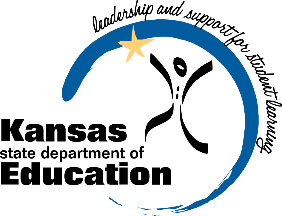 leadership and support for student learning
Kansas
state department of
Education